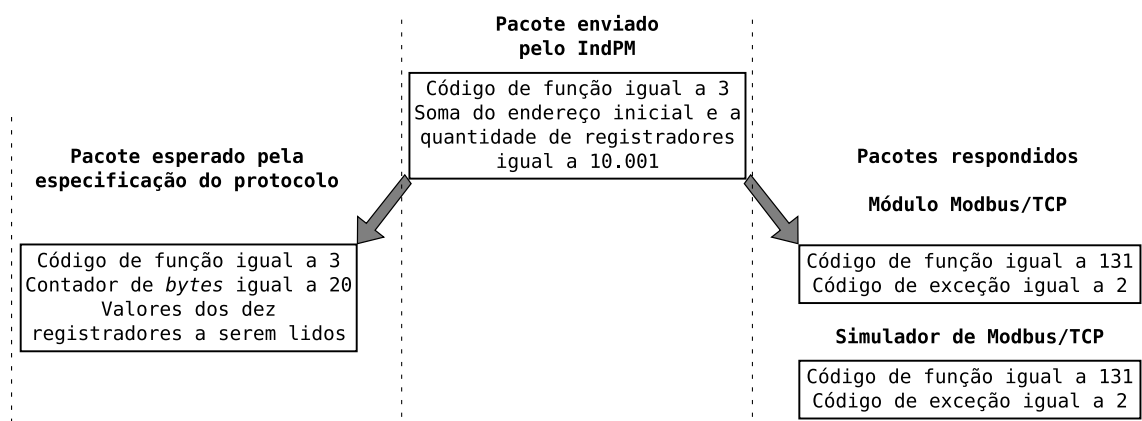 Pacote enviado
pelo IndPM
Código de função igual a 3
Soma do endereço inicial e a
quantidade de registradores
igual a 10.001
Pacote esperado pela
especificação do protocolo
Código de função igual a 3
Contador de bytes igual a 20
Valores dos dez
registradores a serem lidos
Pacotes respondidos
Módulo Modbus/TCP
Código de função igual a 131
Código de exceção igual a 2
Simulador de Modbus/TCP
Código de função igual a 131
Código de exceção igual a 2